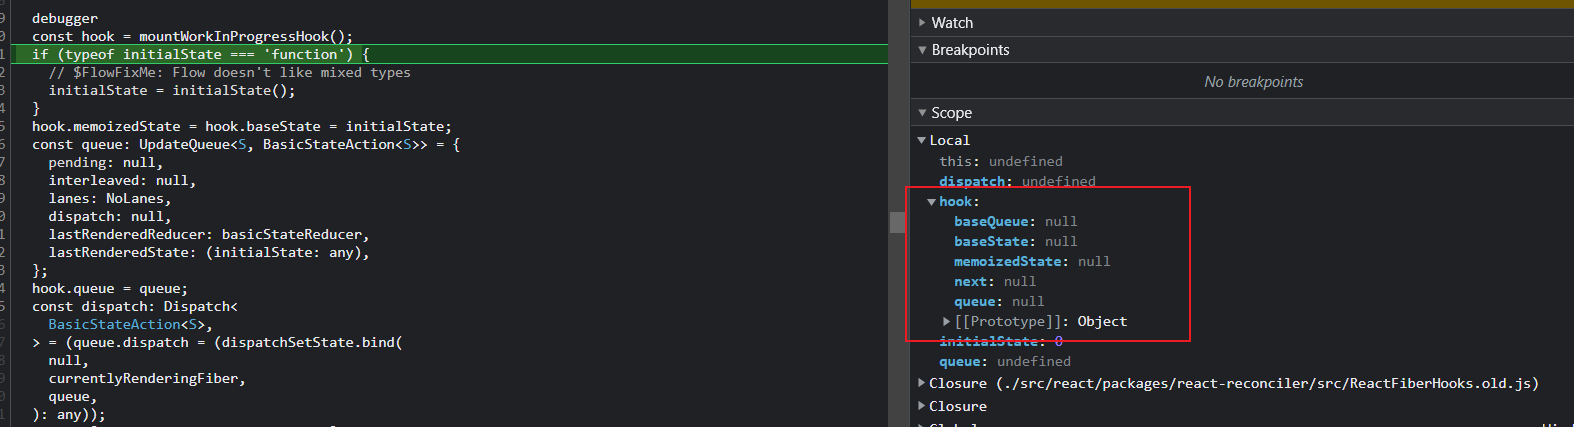 debugger
const hook = mountWorkInProgressHook();
if (typeof initialState === 'function') {
// $FlowFixMe: Flow doesn't like mixed types
initialState = initialState();
}
hook.memoizedState = hook.baseState = initialState;
const queue: UpdateQueue<S, BasicStateAction<S>> = {
pending: null,
interleaved: null,
lanes: NoLanes,
dispatch: null,
lastRenderedReducer: basicStateReducer,
lastRenderedState: (initialState: any),
};
hook.queue = queue;
const dispatch: Dispatch<
BasicStateAction<S>,
> = (queue.dispatch = (dispatchSetState.bind(
null,
currentlyRenderingFiber,
queue,
): any));
Watch
Breakpoints
No breakpoints
Scope
Local
this: undefined
dispatch: undefined
hook:
baseQueue: null
baseState: null
memoizedState: null
next: null
queue: null
[[Prototype]]: Object
initialState: 0
queue: undefined
Closure (./src/react/packages/react-reconciler/src/ReactFiberHooks.old.js)
Closure